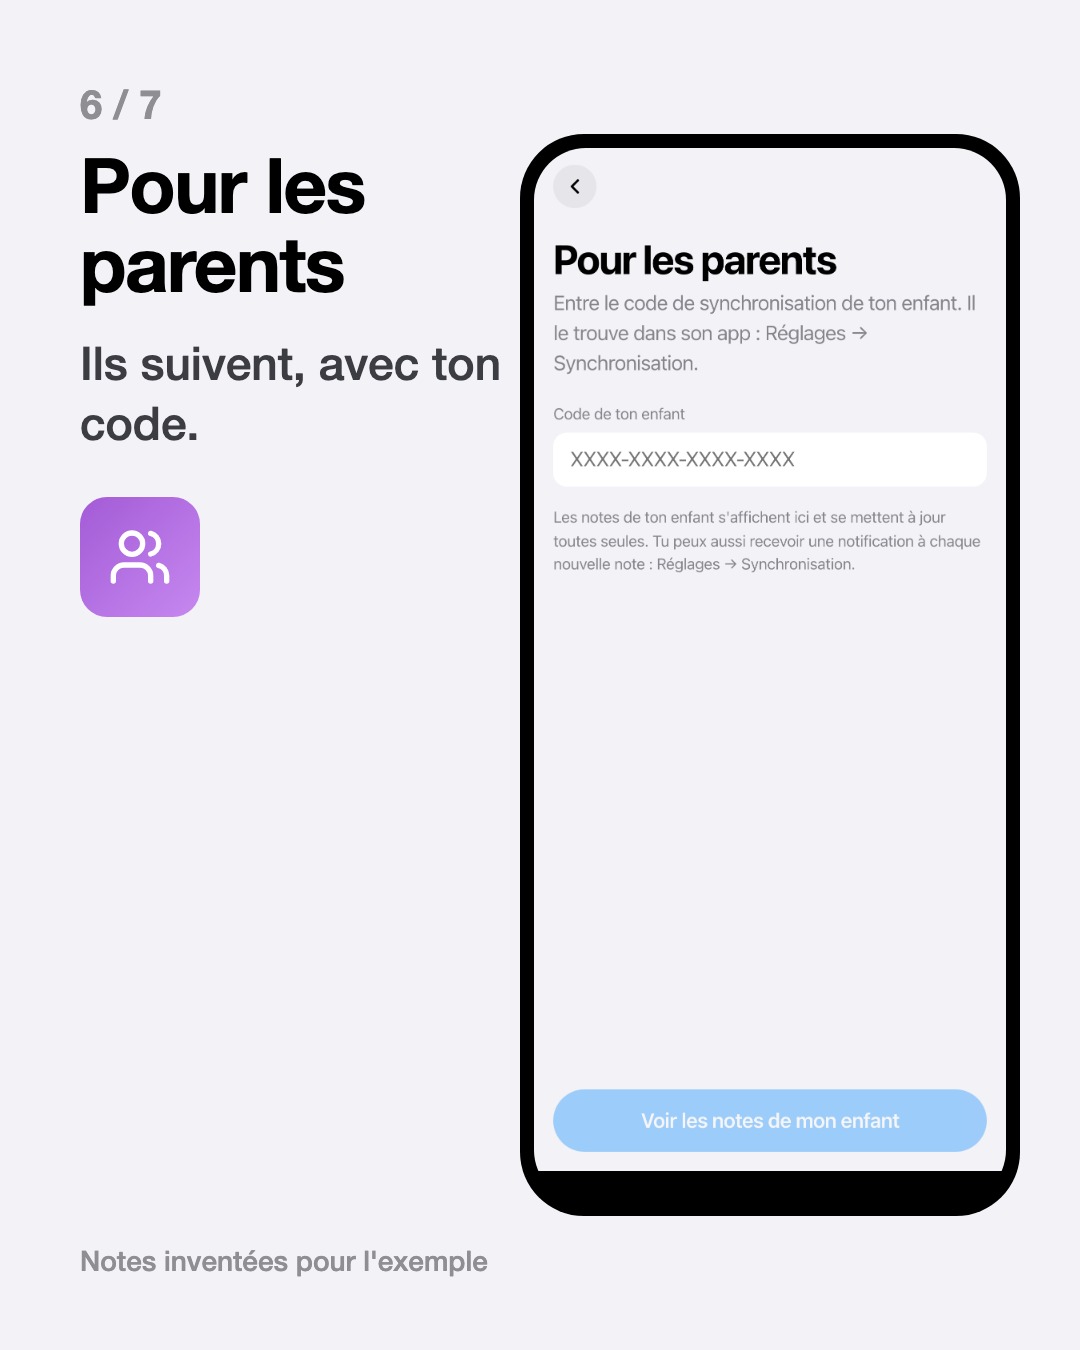 6 / 7
Pour les
parents
Ils suivent, avec ton
code.
Pour les parents
Entre le code de synchronisation de ton enfant. Il
le trouve dans son app : Réglages →
Synchronisation.
Code de ton enfant
XXXX-XXXX-XXXX-XXXX
Les notes de ton enfant s'affichent ici et se mettent à jour
toutes seules. Tu peux aussi recevoir une notification à chaque
nouvelle note : Réglages → Synchronisation.
Voir les notes de mon enfant
Notes inventées pour l'exemple